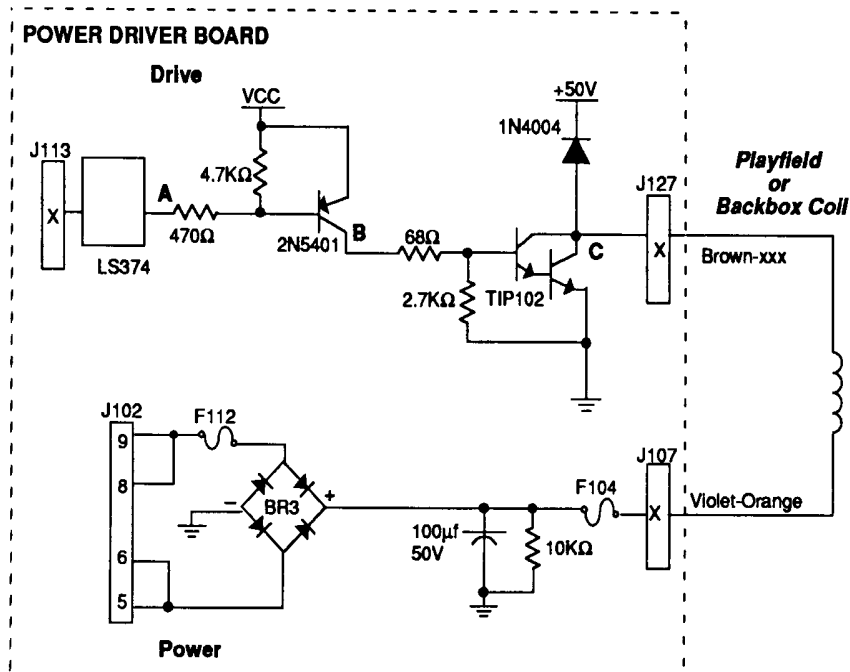 POWER DRIVER BOARD
Drive
VCC
+50V
1N4004
J113
4.7KΩ
A
X
470Ω
LS374
2N5401
B
68Ω
2.7KΩ
TIP102
C
J127
X
Playfield
or
Backbox Coil
Brown-xxx
J102
9
8
6
5
F112
BR3
-
+
100µf
50V
10KΩ
F104
J107
X
Violet-Orange
Power